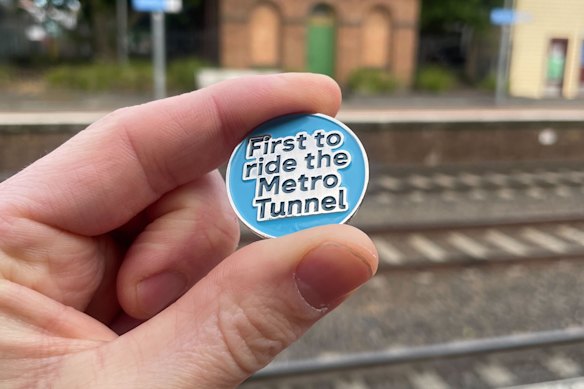 First to
ride the
Metro
Tunnel